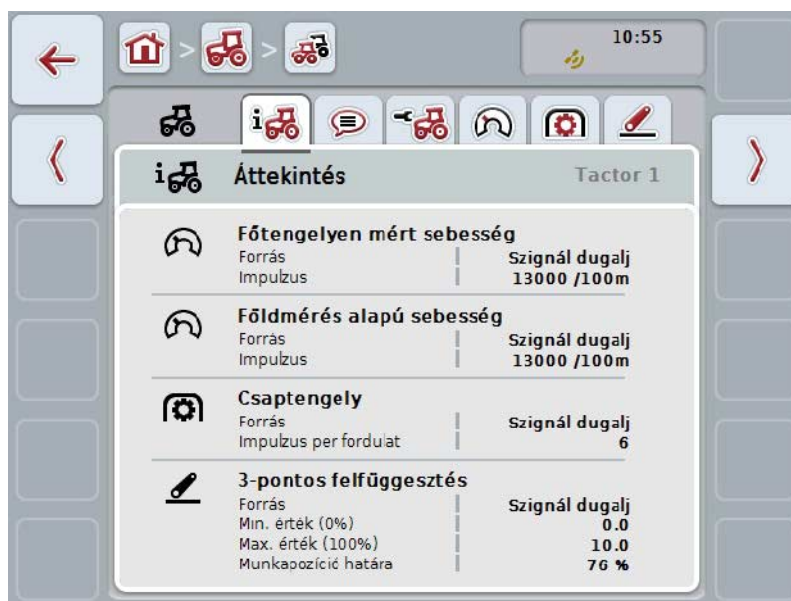 10:55
Áttekintés Tactor 1
Főtengelyen mért sebesség
Forrás Szignál dugalj
Impulzus 13000 /100m
Főldmérés alapú sebesség
Forrás Szignál dugalj
Impulzus 13000 /100m
Csaptengely
Forrás Szignál dugalj
Impulzus per fordulat 6
3-pontos felfüggesztés
Forrás Szignál dugalj
Min. érték (0%) 0.0
Max. érték (100%) 10.0
Munkapozíció határa 76 %